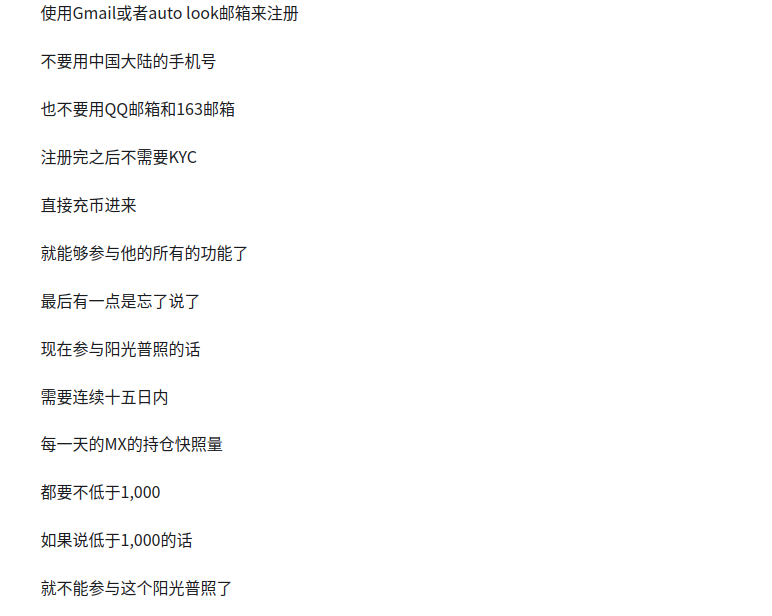 使用Gmail或者auto look邮箱来注册
不要用中国大陆的手机号
也不要用QQ邮箱和163邮箱
注册完之后不需要KYC
直接充币进来
就能够参与他的所有的功能了
最后有一点是忘了说了
现在参与阳光普照的话
需要连续十五日内
每一天的MX的持仓快照量
都要不低于1,000
如果说低于1,000的话
就不能参与这个阳光普照了